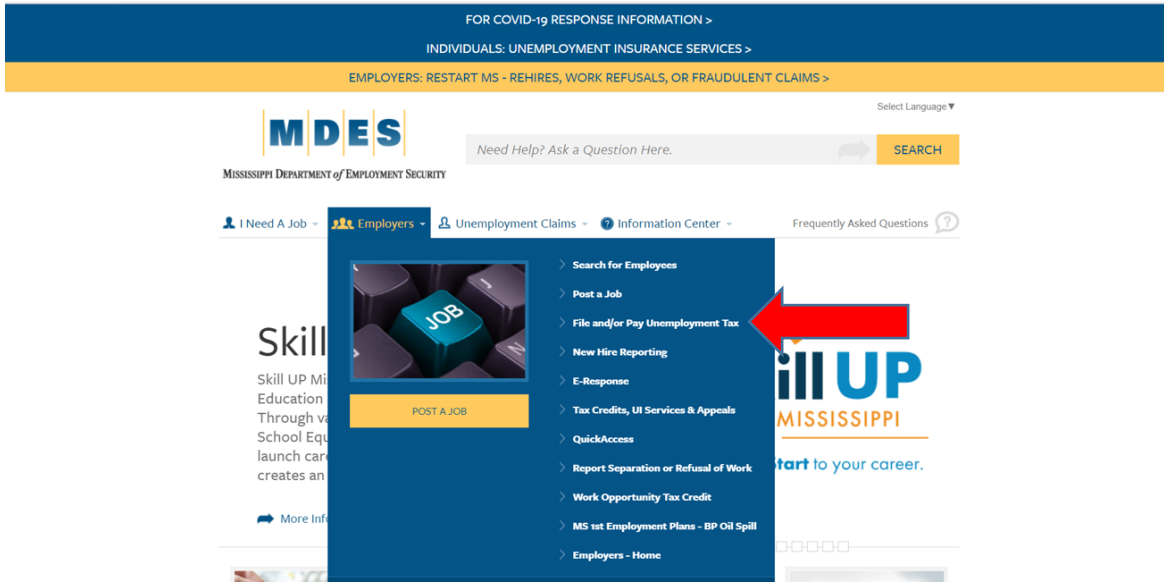 FOR COVID-19 RESPONSE INFORMATION >
INDIVIDUALS: UNEMPLOYMENT INSURANCE SERVICES >
EMPLOYERS: RESTART MS - REHIRES, WORK REFUSALS, OR FRAUDULENT CLAIMS >
Select Language▼
MDES
Need Help? Ask a Question Here.
SEARCH
MISSISSIPPI DEPARTMENT of EMPLOYMENT SECURITY
I Need A Job
Employers
Unemployment Claims
Information Center
Frequently Asked Questions
Search for Employees
Post a Job
File and/or Pay Unemployment Tax
New Hire Reporting
E-Response
Tax Credits, UI Services & Appeals
QuickAccess
Report Separation or Refusal of Work
Work Opportunity Tax Credit
MS 1st Employment Plans - BP Oil Spill
Employers - Home
JOB
N
POST A JOB
Skill
Skill UP Mi
Education
Through va
School Equ
launch care
creates an
More Info
ill UP
MISSISSIPPI
tart to your career.